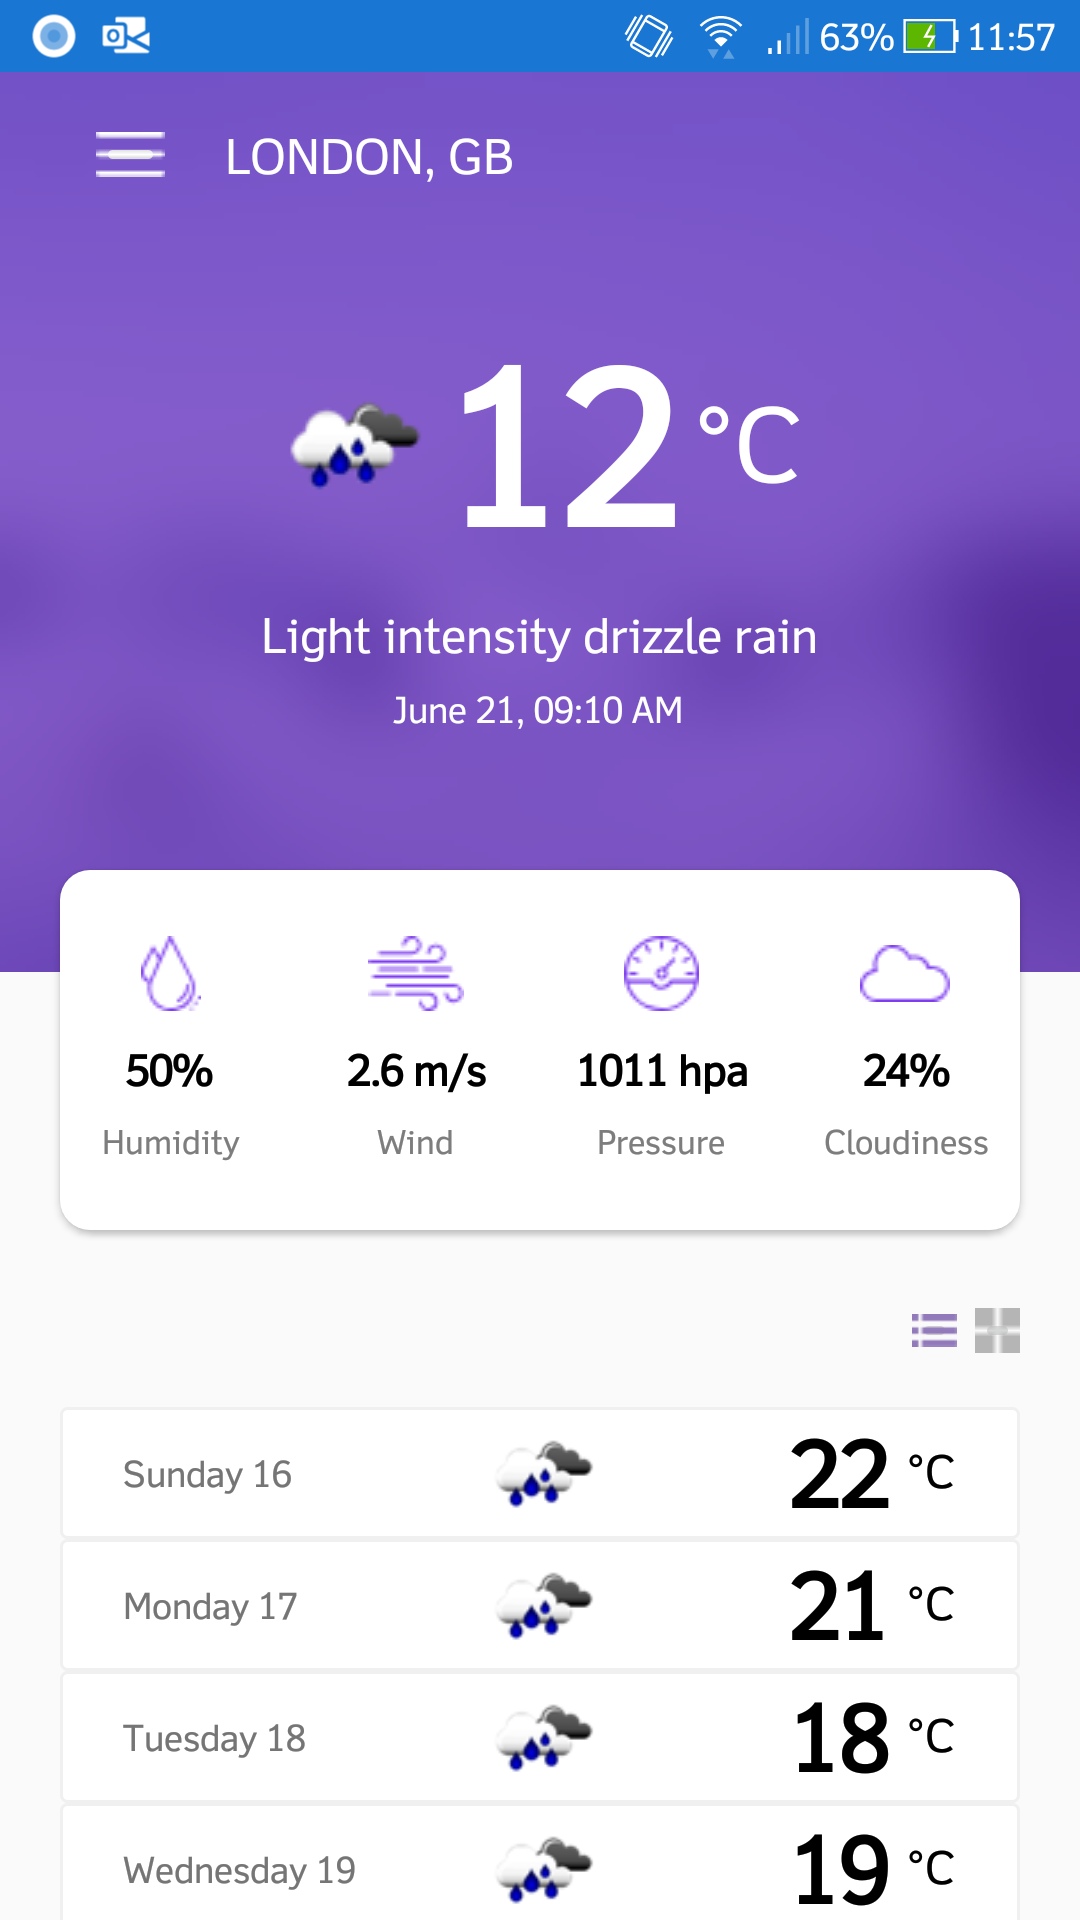 63% 11:57
LONDON, GB
12 °C
Light intensity drizzle rain
June 21, 09:10 AM
50% 2.6 m/s 1011 hpa 24%
Humidity Wind Pressure Cloudiness
Sunday 16 22 °C
Monday 17 21 °C
Tuesday 18 18 °C
Wednesday 19 19 °C